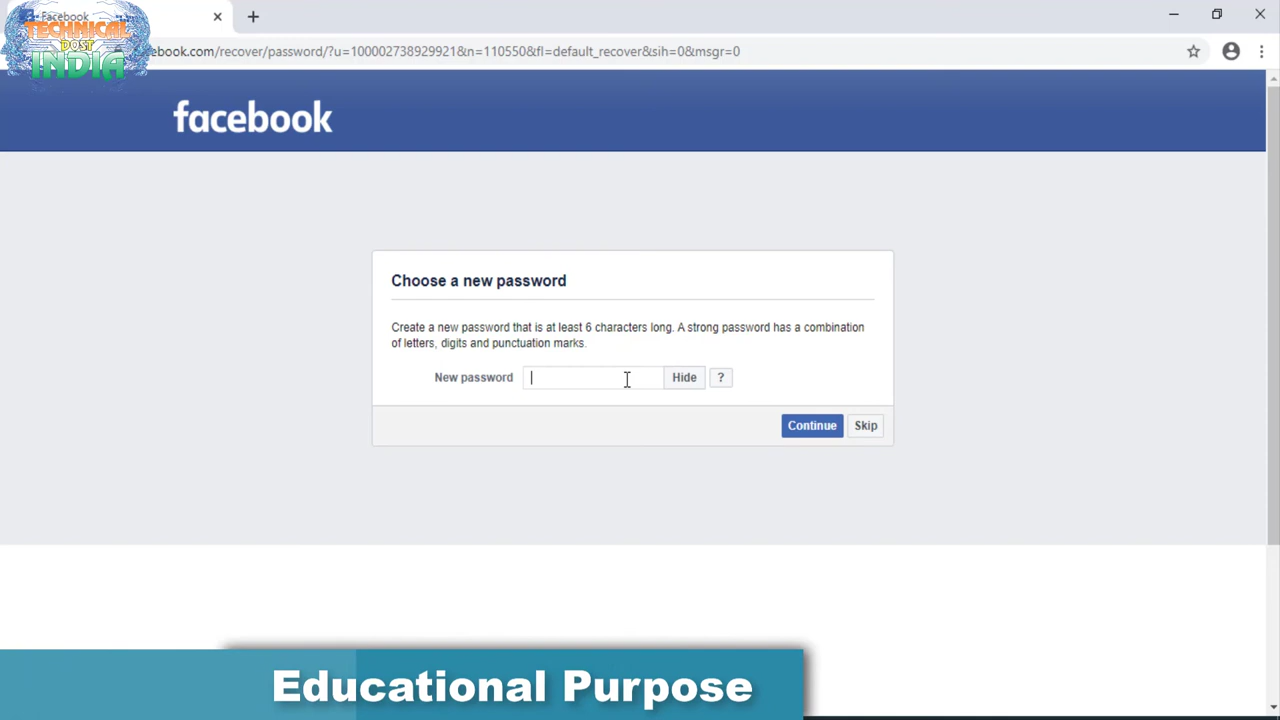 Facebook
TECHNICAL
DOST
INDIA
ebook.com/recover/password/?u=100002738929921&n=110550&fl=default_recover&sih=0&msgr=0
facebook
Choose a new password
Create a new password that is at least 6 characters long. A strong password has a combination
of letters, digits and punctuation marks.
New password
Hide
?
Continue
Skip
Educational Purpose